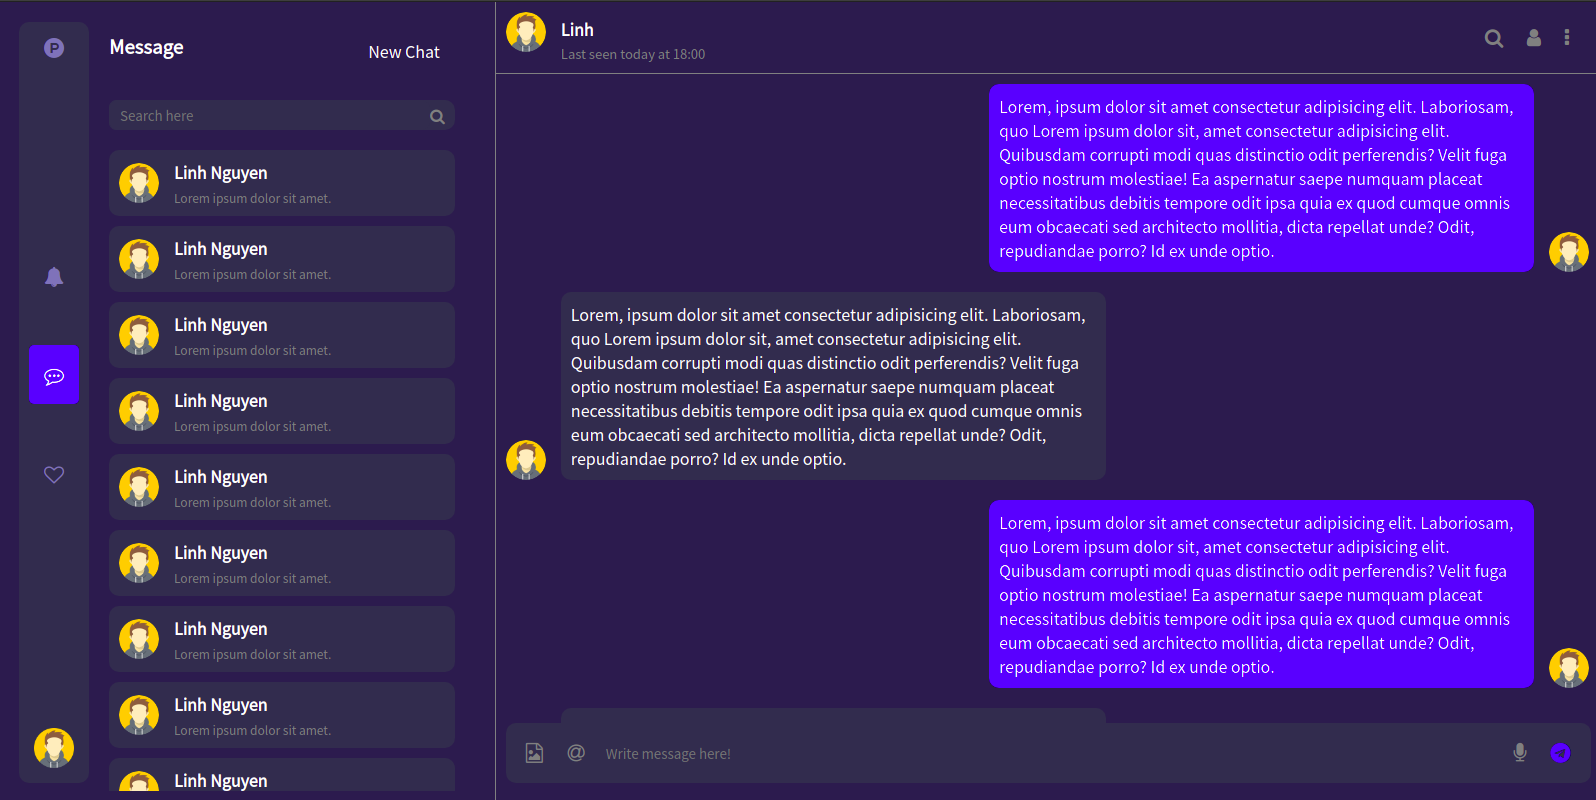 P
Message
New Chat
Search here
Linh Nguyen
Lorem ipsum dolor sit amet.
Linh Nguyen
Lorem ipsum dolor sit amet.
Linh Nguyen
Lorem ipsum dolor sit amet.
Linh Nguyen
Lorem ipsum dolor sit amet.
Linh Nguyen
Lorem ipsum dolor sit amet.
Linh Nguyen
Lorem ipsum dolor sit amet.
Linh Nguyen
Lorem ipsum dolor sit amet.
Linh Nguyen
Lorem ipsum dolor sit amet.
Linh Nguyen
Linh
Last seen today at 18:00
Lorem, ipsum dolor sit amet consectetur adipisicing elit. Laboriosam,
quo Lorem ipsum dolor sit, amet consectetur adipisicing elit.
Quibusdam corrupti modi quas distinctio odit perferendis? Velit fuga
optio nostrum molestiae! Ea aspernatur saepe numquam placeat
necessitatibus debitis tempore odit ipsa quia ex quod cumque omnis
eum obcaecati sed architecto mollitia, dicta repellat unde? Odit,
repudiandae porro? Id ex unde optio.
Lorem, ipsum dolor sit amet consectetur adipisicing elit. Laboriosam,
quo Lorem ipsum dolor sit, amet consectetur adipisicing elit.
Quibusdam corrupti modi quas distinctio odit perferendis? Velit fuga
optio nostrum molestiae! Ea aspernatur saepe numquam placeat
necessitatibus debitis tempore odit ipsa quia ex quod cumque omnis
eum obcaecati sed architecto mollitia, dicta repellat unde? Odit,
repudiandae porro? Id ex unde optio.
Lorem, ipsum dolor sit amet consectetur adipisicing elit. Laboriosam,
quo Lorem ipsum dolor sit, amet consectetur adipisicing elit.
Quibusdam corrupti modi quas distinctio odit perferendis? Velit fuga
optio nostrum molestiae! Ea aspernatur saepe numquam placeat
necessitatibus debitis tempore odit ipsa quia ex quod cumque omnis
eum obcaecati sed architecto mollitia, dicta repellat unde? Odit,
repudiandae porro? Id ex unde optio.
@ Write message here!